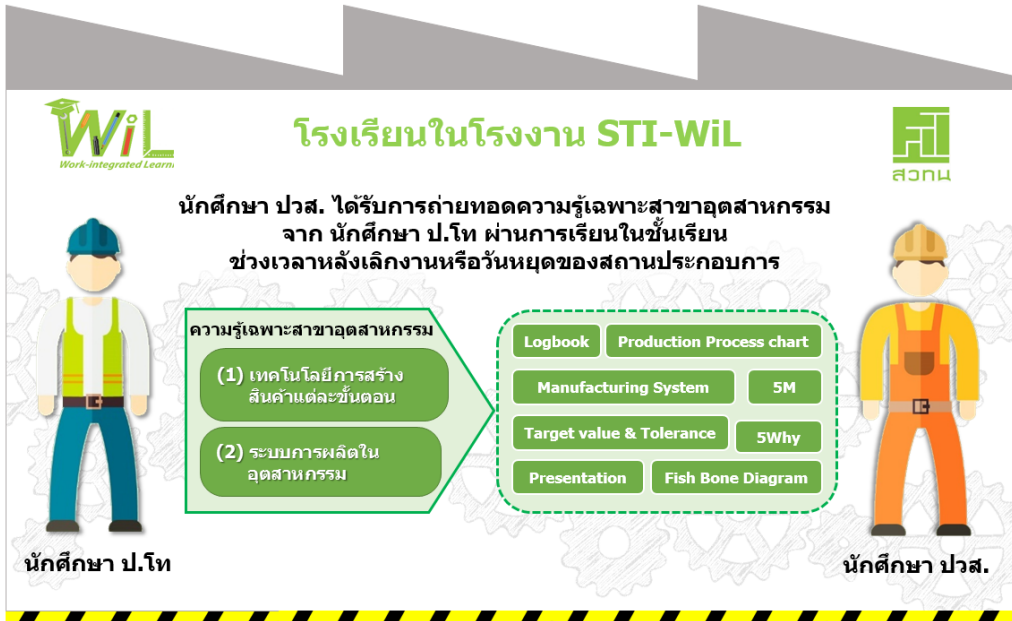 WiL
Work-integrated Learni
โรงเรียนในโรงงาน STI-WiL
สวทน
นักศึกษา ปวส. ได้รับการถ่ายทอดความรู้เฉพาะสาขาอุตสาหกรรม
จาก นักศึกษา ป.โท ผ่านการเรียนในชั้นเรียน
ช่วงเวลาหลังเลิกงานหรือวันหยุดของสถานประกอบการ
ความรู้เฉพาะสาขาอุตสาหกรรม
(1) เทคโนโลยีการสร้าง
สินค้าแต่ละขั้นตอน
(2) ระบบการผลิตใน
อุตสาหกรรม
Logbook
Production Process chart
Manufacturing System
5M
Target value & Tolerance
5Why
Presentation
Fish Bone Diagram
นักศึกษา ป.โท
นักศึกษา ปวส.